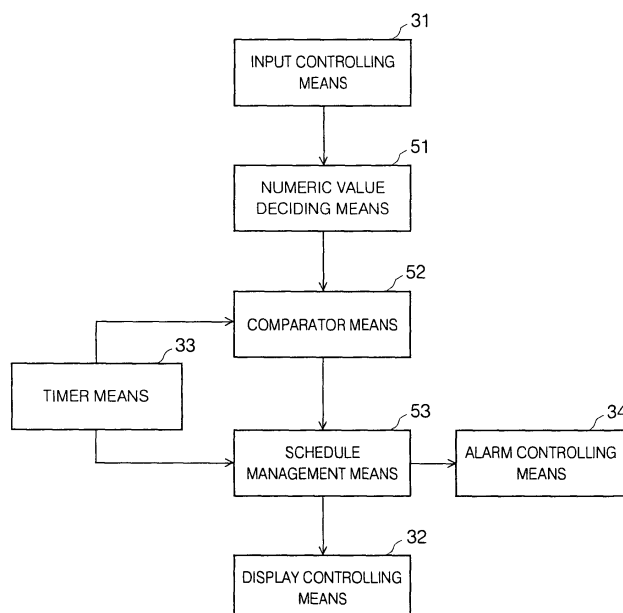 31
INPUT CONTROLLING
MEANS
51
NUMERIC VALUE
DECIDING MEANS
52
COMPARATOR MEANS
33
TIMER MEANS
53
SCHEDULE
MANAGEMENT MEANS
34
ALARM CONTROLLING
MEANS
32
DISPLAY CONTROLLING
MEANS